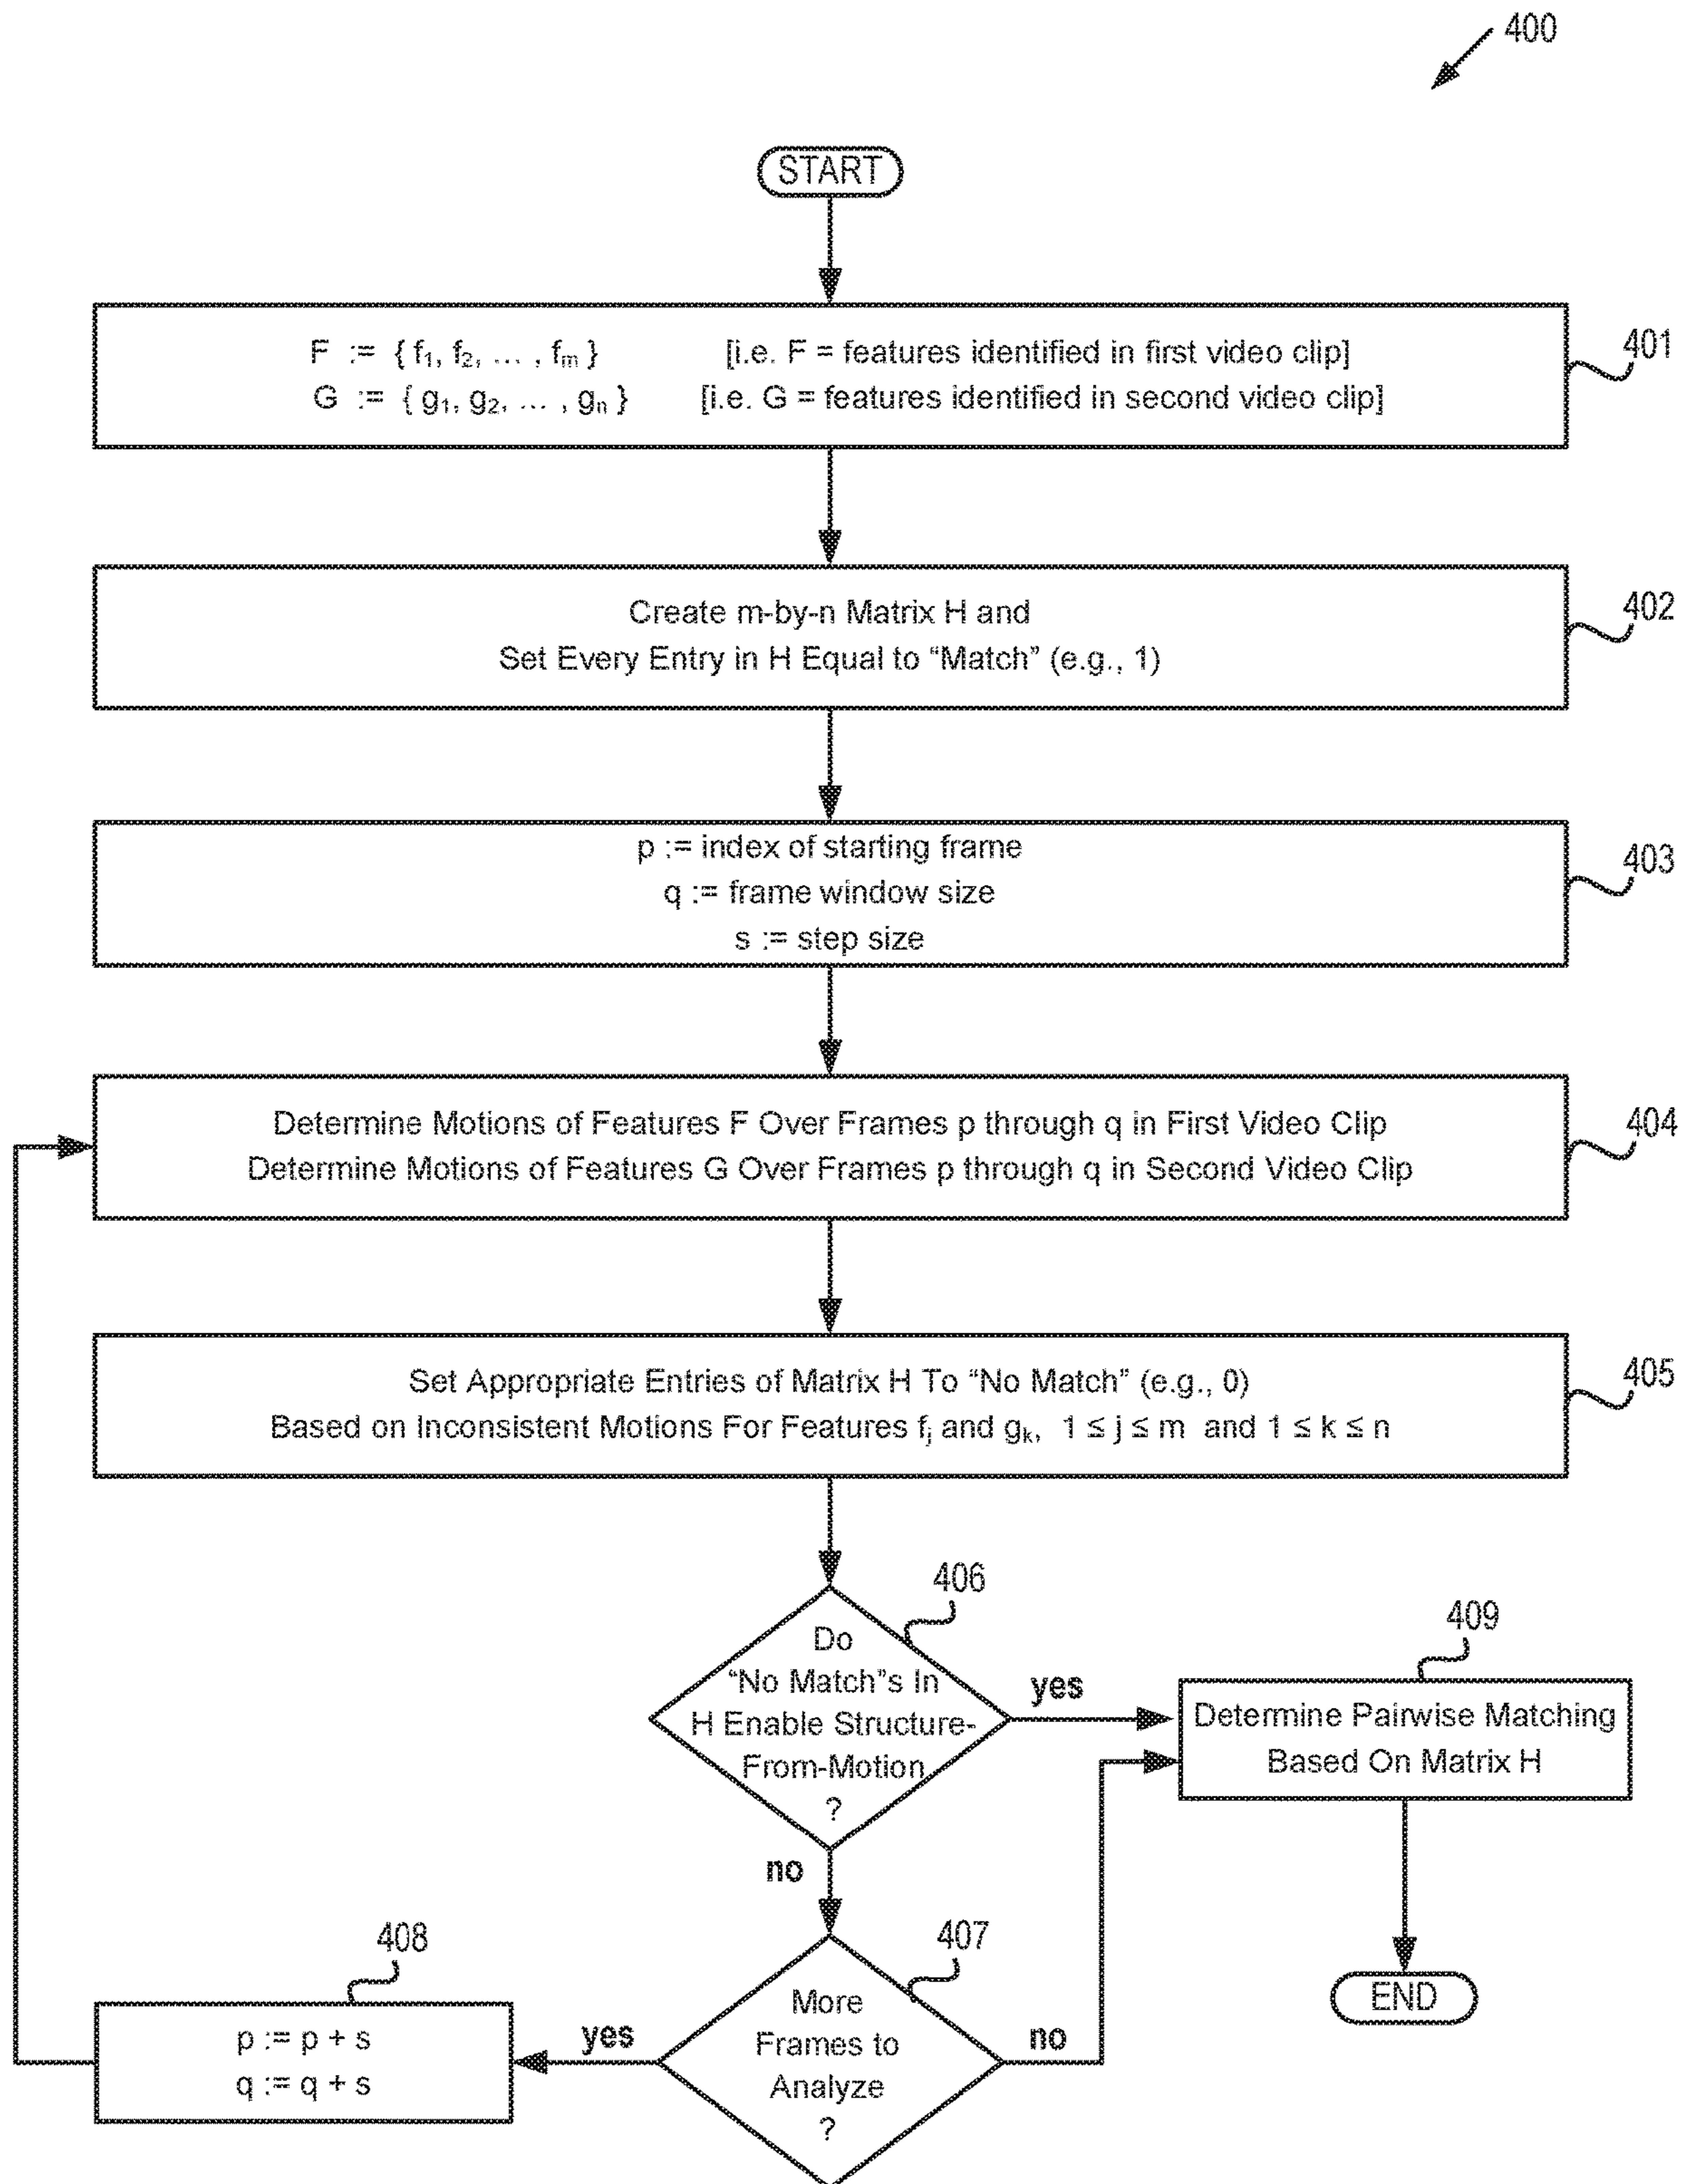 400
START
F := { f₁, f₂, … , fₘ } [i.e. F = features identified in first video clip]
G := { g₁, g₂, … , gₙ } [i.e. G = features identified in second video clip]
401
Create m-by-n Matrix H and
Set Every Entry in H Equal to “Match” (e.g., 1)
402
p := index of starting frame
q := frame window size
s := step size
403
Determine Motions of Features F Over Frames p through q in First Video Clip
Determine Motions of Features G Over Frames p through q in Second Video Clip
404
Set Appropriate Entries of Matrix H To “No Match” (e.g., 0)
Based on Inconsistent Motions For Features fⱼ and gₖ, 1 ≤ j ≤ m and 1 ≤ k ≤ n
405
406
Do
“No Match”s In
H Enable Structure-
From-Motion
?
yes
no
409
Determine Pairwise Matching
Based On Matrix H
END
407
More
Frames to
Analyze
?
yes
no
408
p := p + s
q := q + s